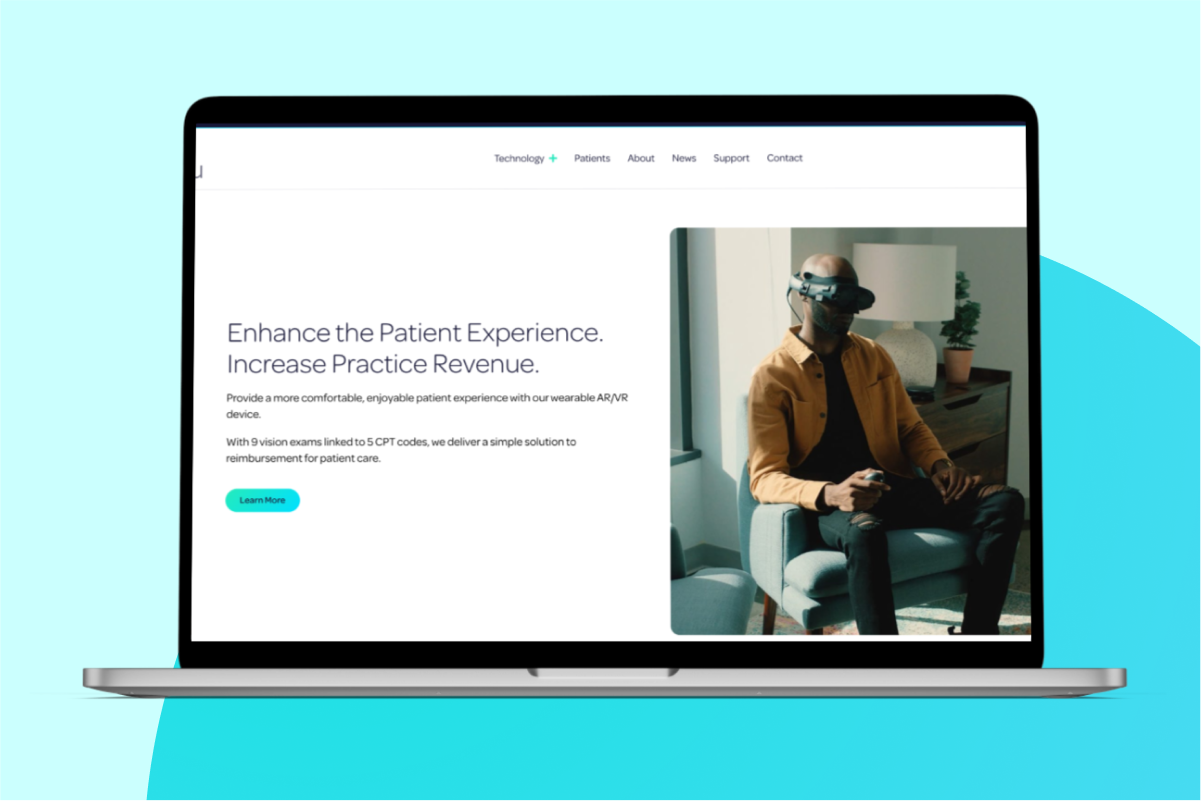 Technology + Patients About News Support Contact
Enhance the Patient Experience.
Increase Practice Revenue.
Provide a more comfortable, enjoyable patient experience with our wearable AR/VR
device.
With 9 vision exams linked to 5 CPT codes, we deliver a simple solution to
reimbursement for patient care.
Learn More